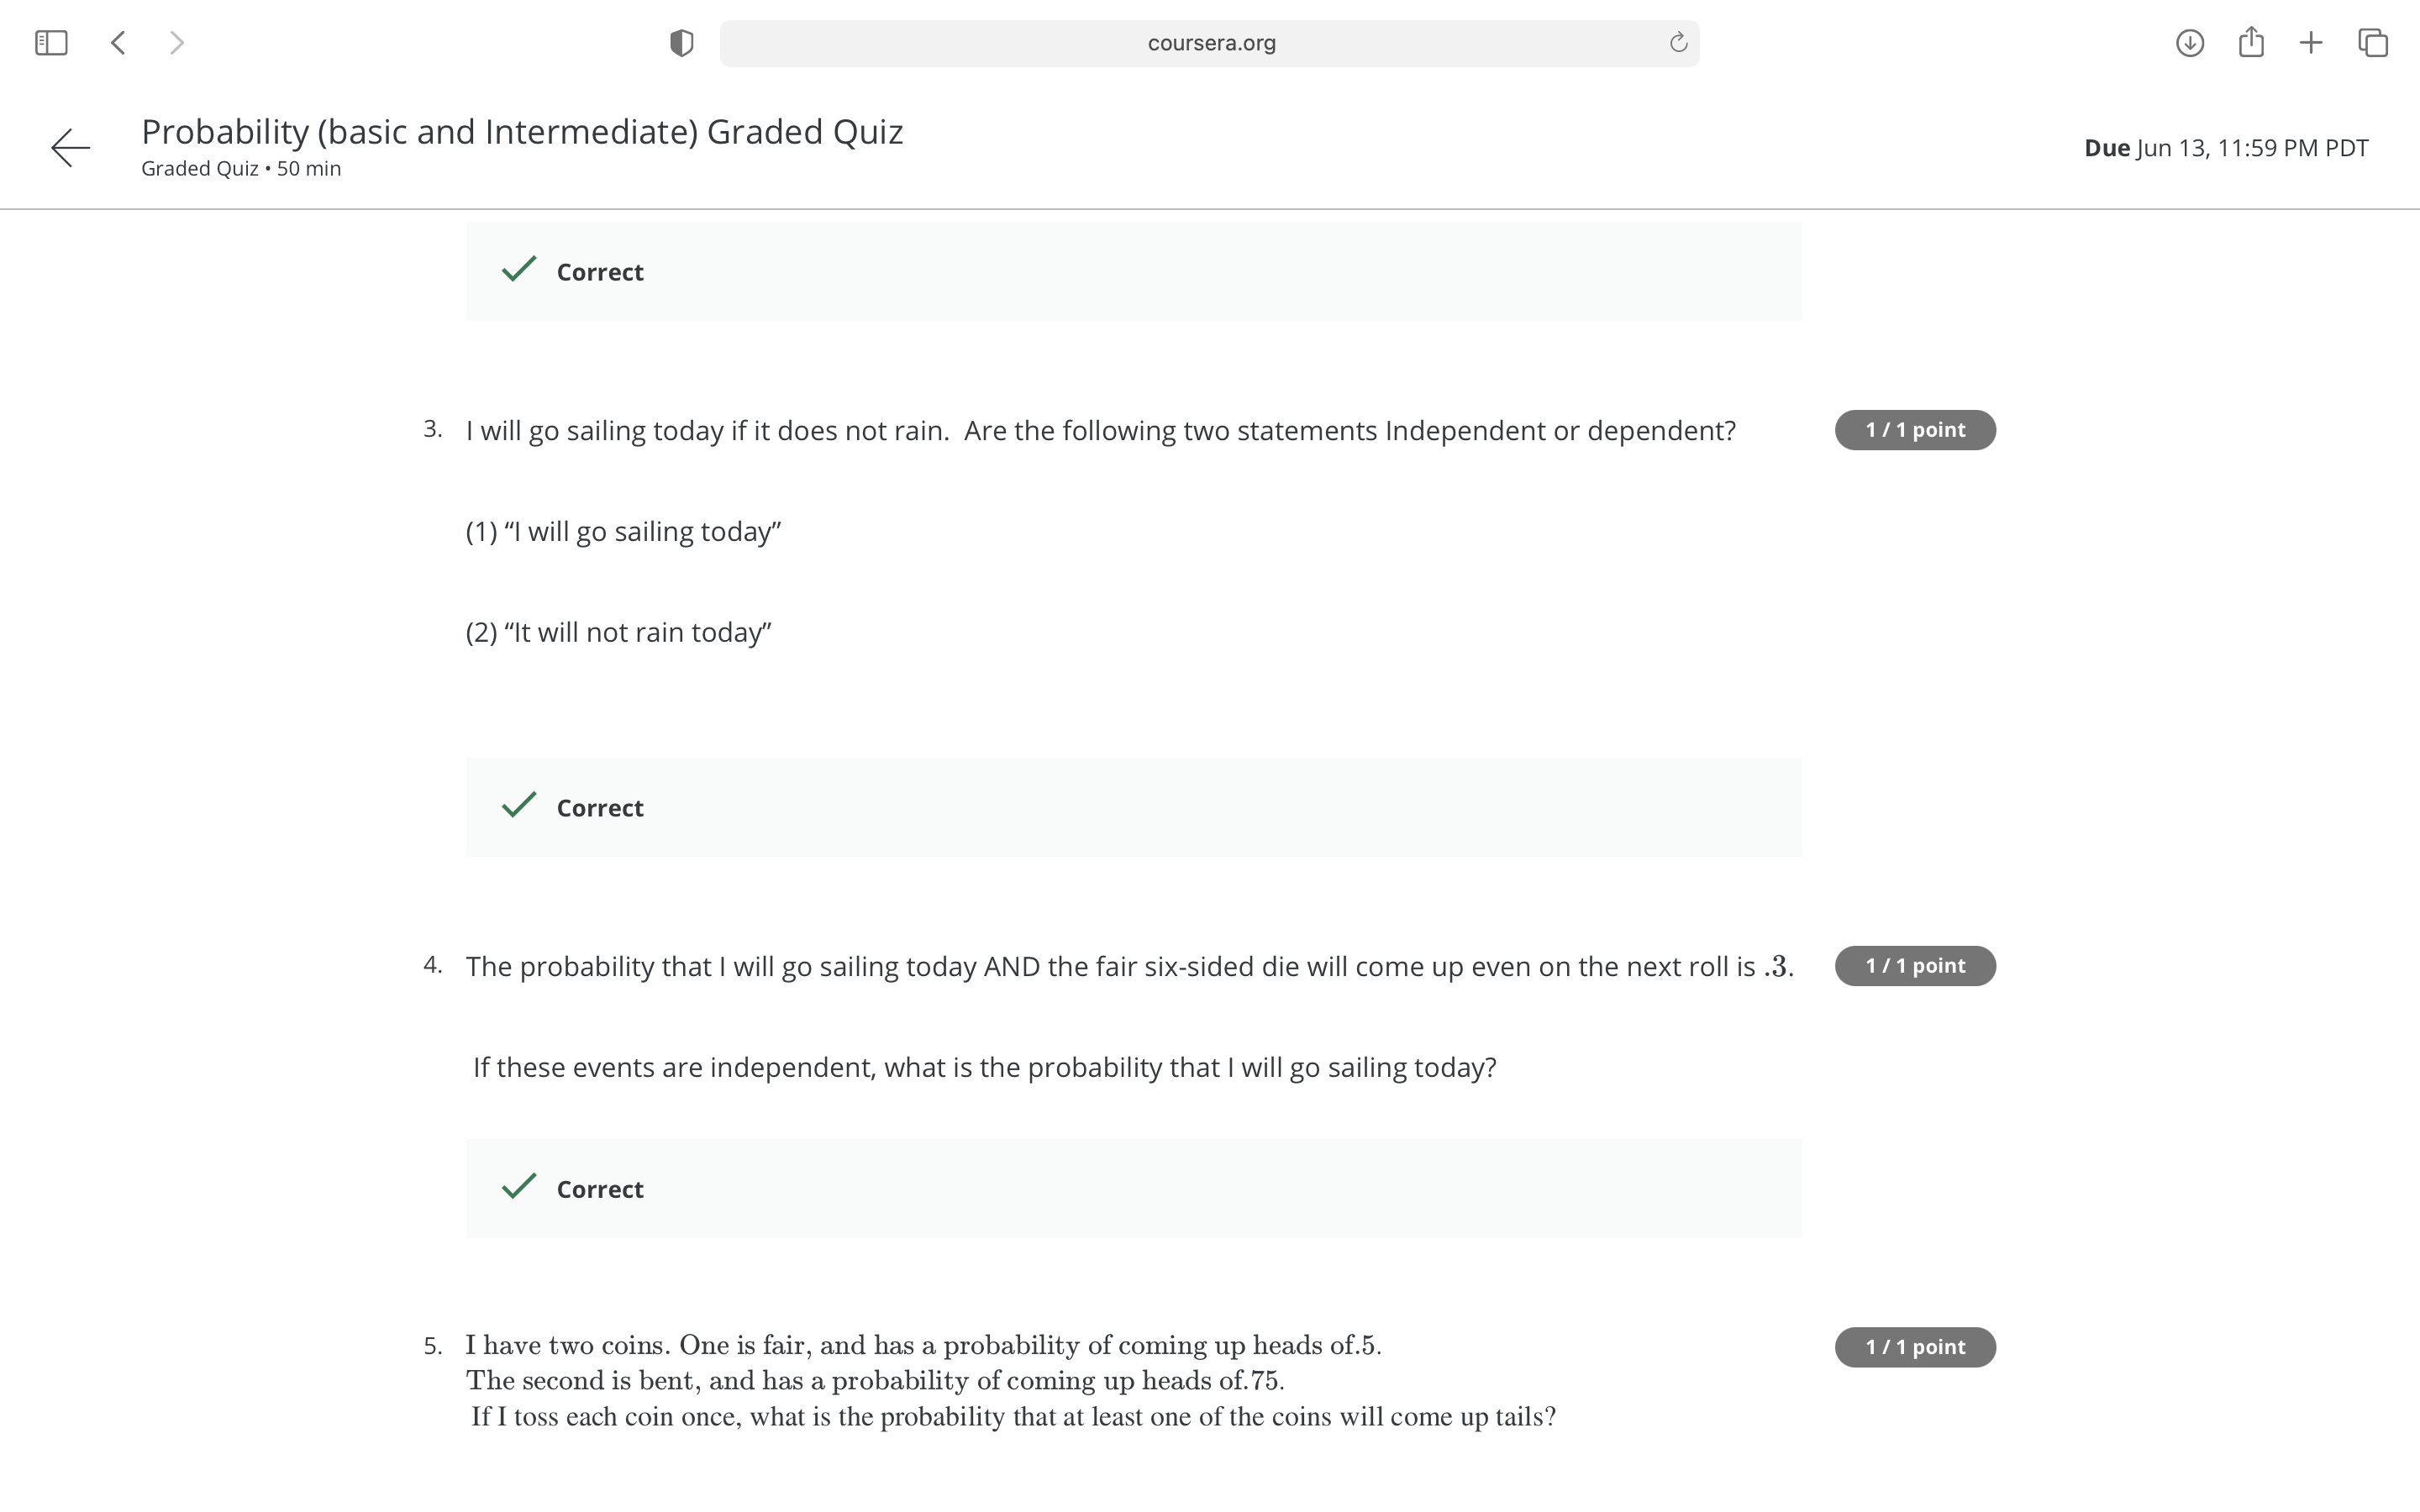 coursera.org
Probability (basic and Intermediate) Graded Quiz
Graded Quiz • 50 min
Due Jun 13, 11:59 PM PDT
Correct
3. I will go sailing today if it does not rain.  Are the following two statements Independent or dependent?
1 / 1 point
(1) “I will go sailing today”
(2) “It will not rain today”
Correct
4. The probability that I will go sailing today AND the fair six-sided die will come up even on the next roll is .3.
1 / 1 point
If these events are independent, what is the probability that I will go sailing today?
Correct
5. I have two coins. One is fair, and has a probability of coming up heads of.5.
1 / 1 point
The second is bent, and has a probability of coming up heads of.75.
If I toss each coin once, what is the probability that at least one of the coins will come up tails?